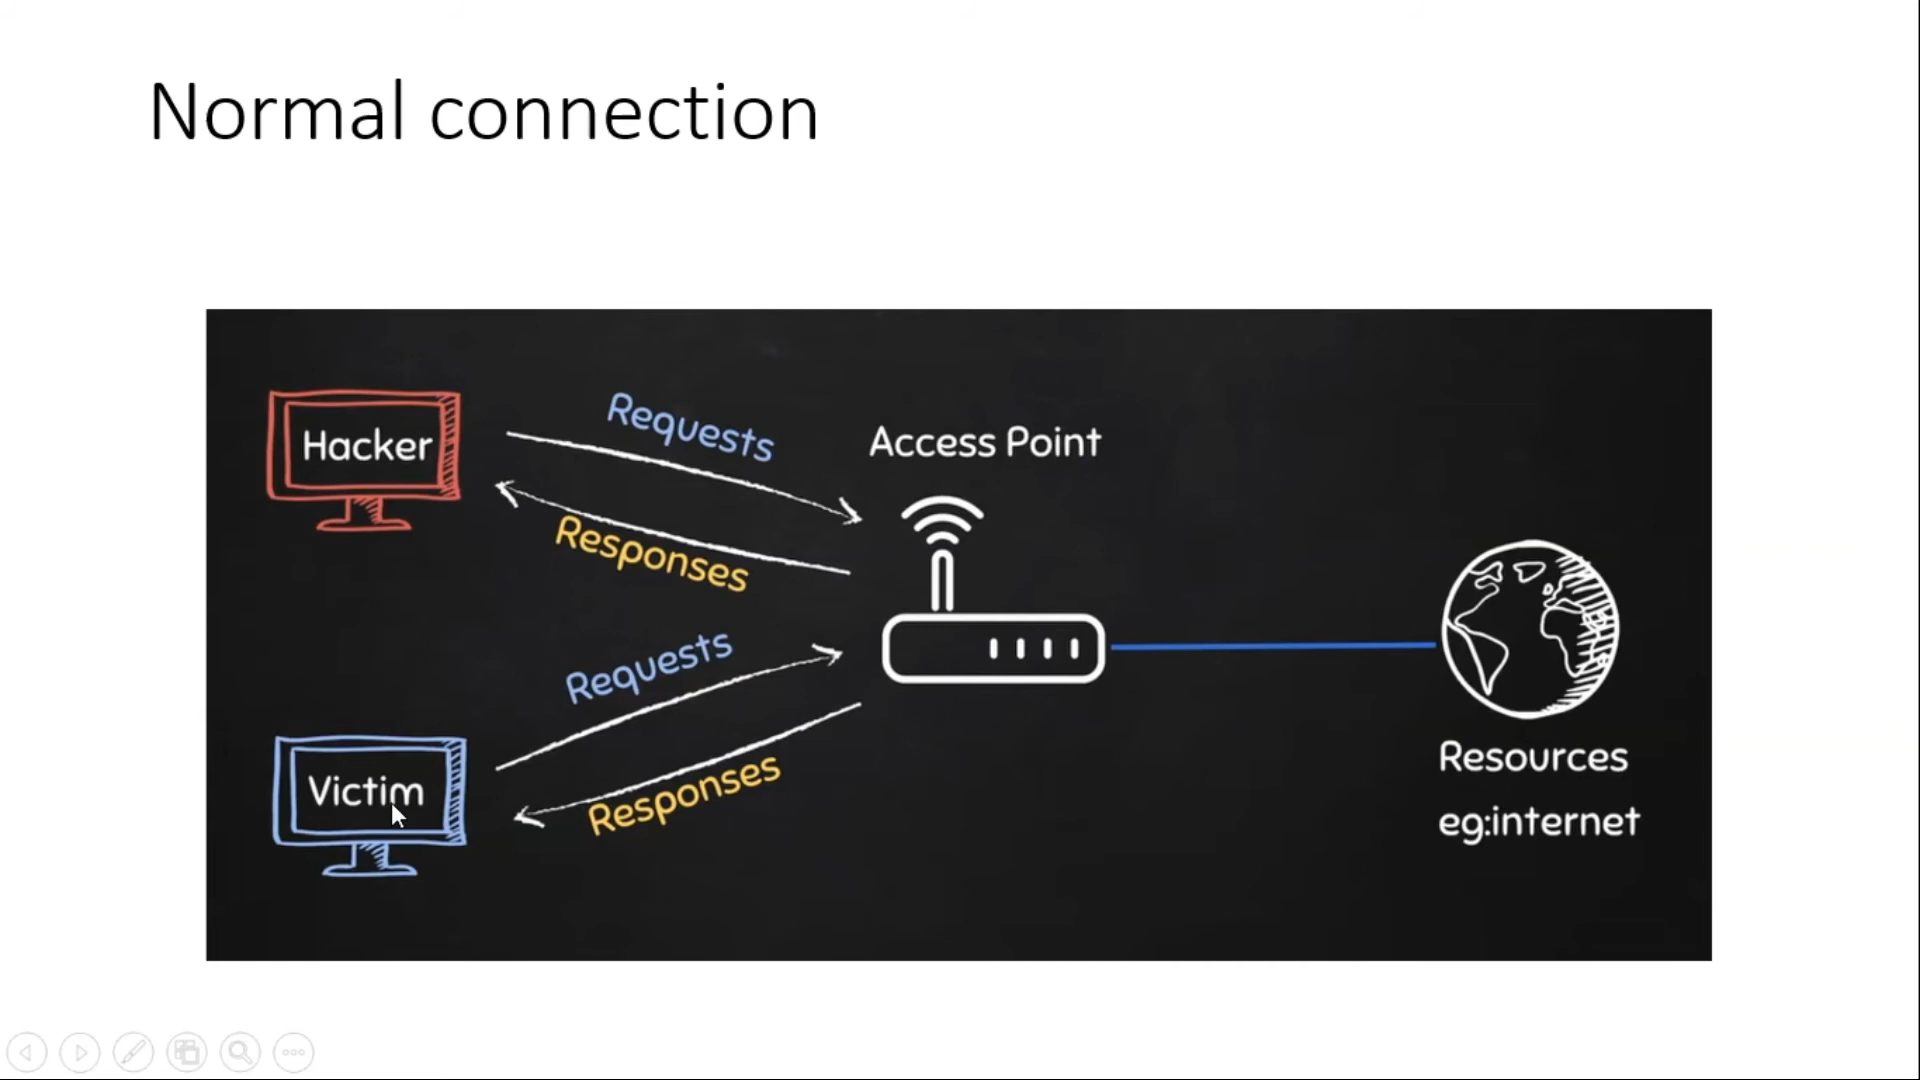 Normal connection
Hacker
Requests
Responses
Access Point
Requests
Responses
Victim
Resources
eg:internet